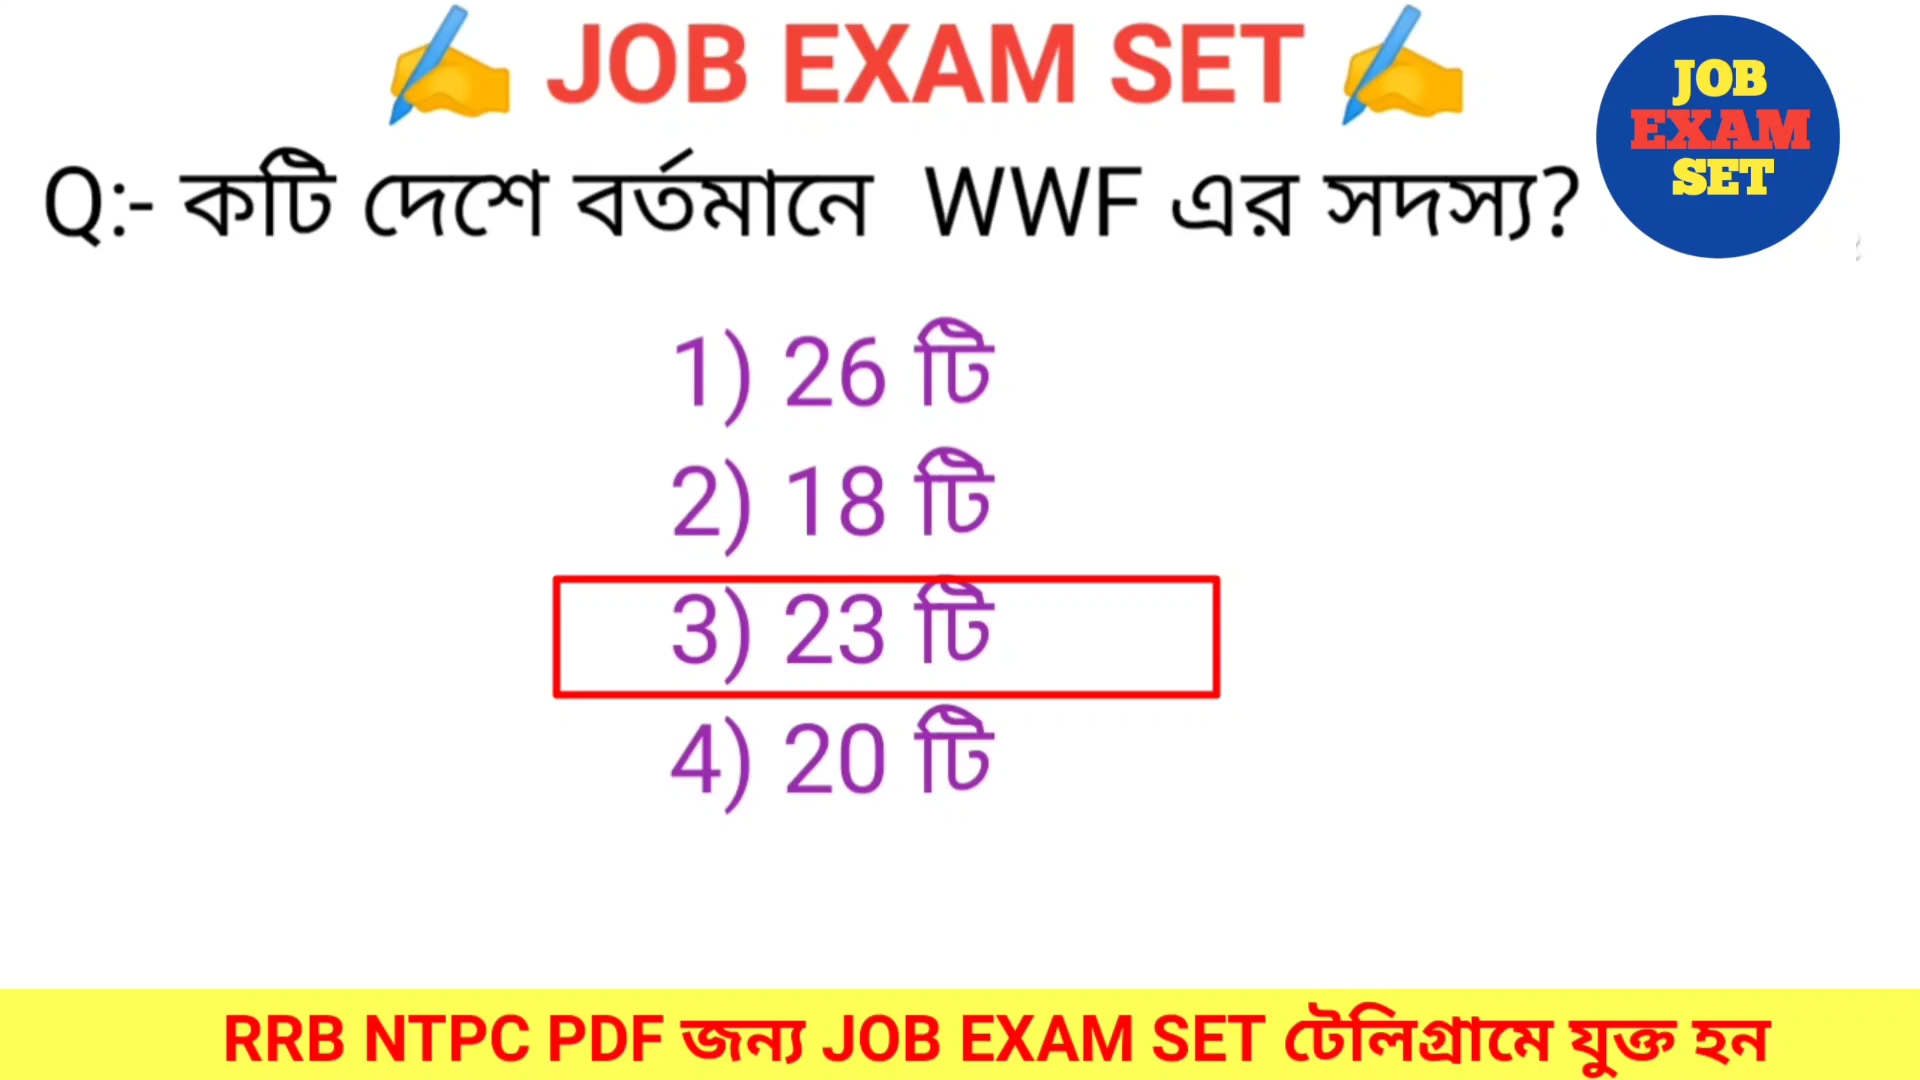 ✍ JOB EXAM SET ✍
JOB
EXAM
SET
Q:- কটি দেশে বর্তমানে WWF এর সদস্য?
1) 26 টি
2) 18 টি
3) 23 টি
4) 20 টি
RRB NTPC PDF জন্য JOB EXAM SET টেলিগ্রামে যুক্ত হন